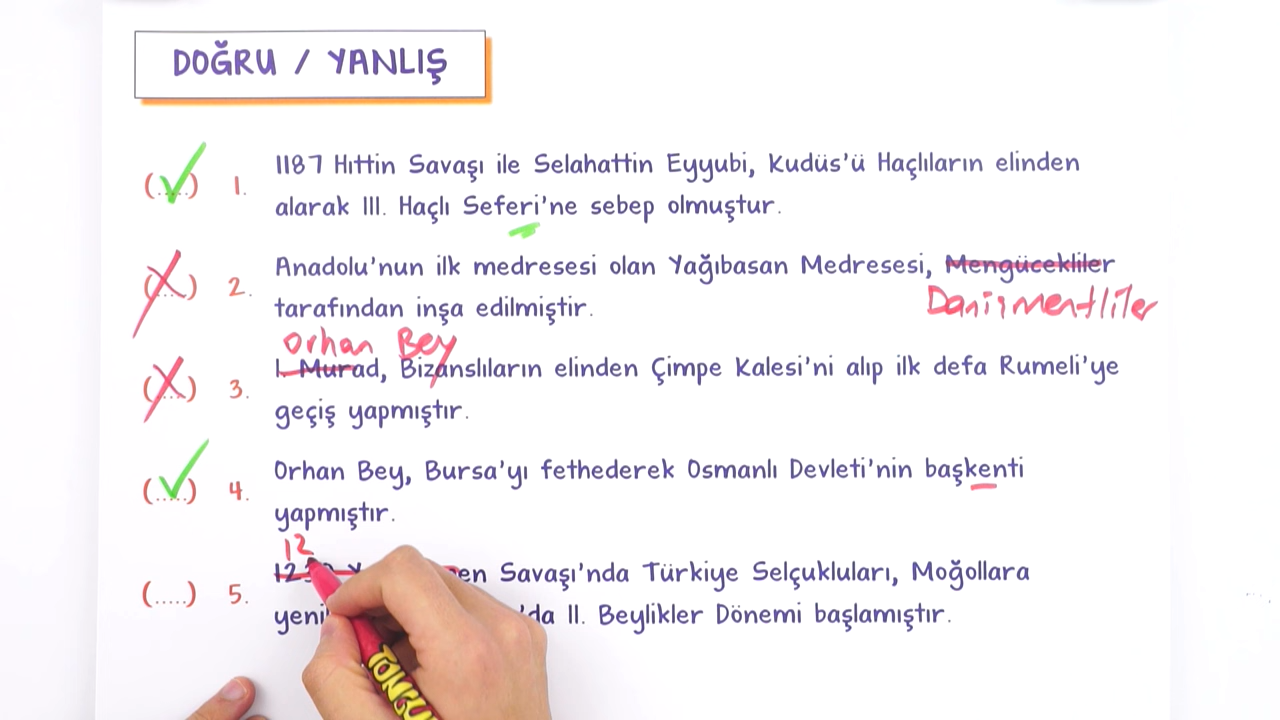 DOĞRU / YANLIŞ
(.....) 1. 1187 Hıttin Savaşı ile Selahattin Eyyubi, Kudüs'ü Haçlıların elinden
alarak III. Haçlı Seferi'ne sebep olmuştur.
(.....) 2. Anadolu'nun ilk medresesi olan Yağıbasan Medresesi, Mengücekliler
tarafından inşa edilmiştir. Danişmentliler
Orhan Bey
(.....) 3. I. Murad, Bizanslıların elinden Çimpe Kalesi'ni alıp ilk defa Rumeli'ye
geçiş yapmıştır.
(.....) 4. Orhan Bey, Bursa'yı fethederek Osmanlı Devleti'nin başkenti
yapmıştır.
12
(.....) 5. Savaşı'nda Türkiye Selçukluları, Moğollara
II. Beylikler Dönemi başlamıştır.